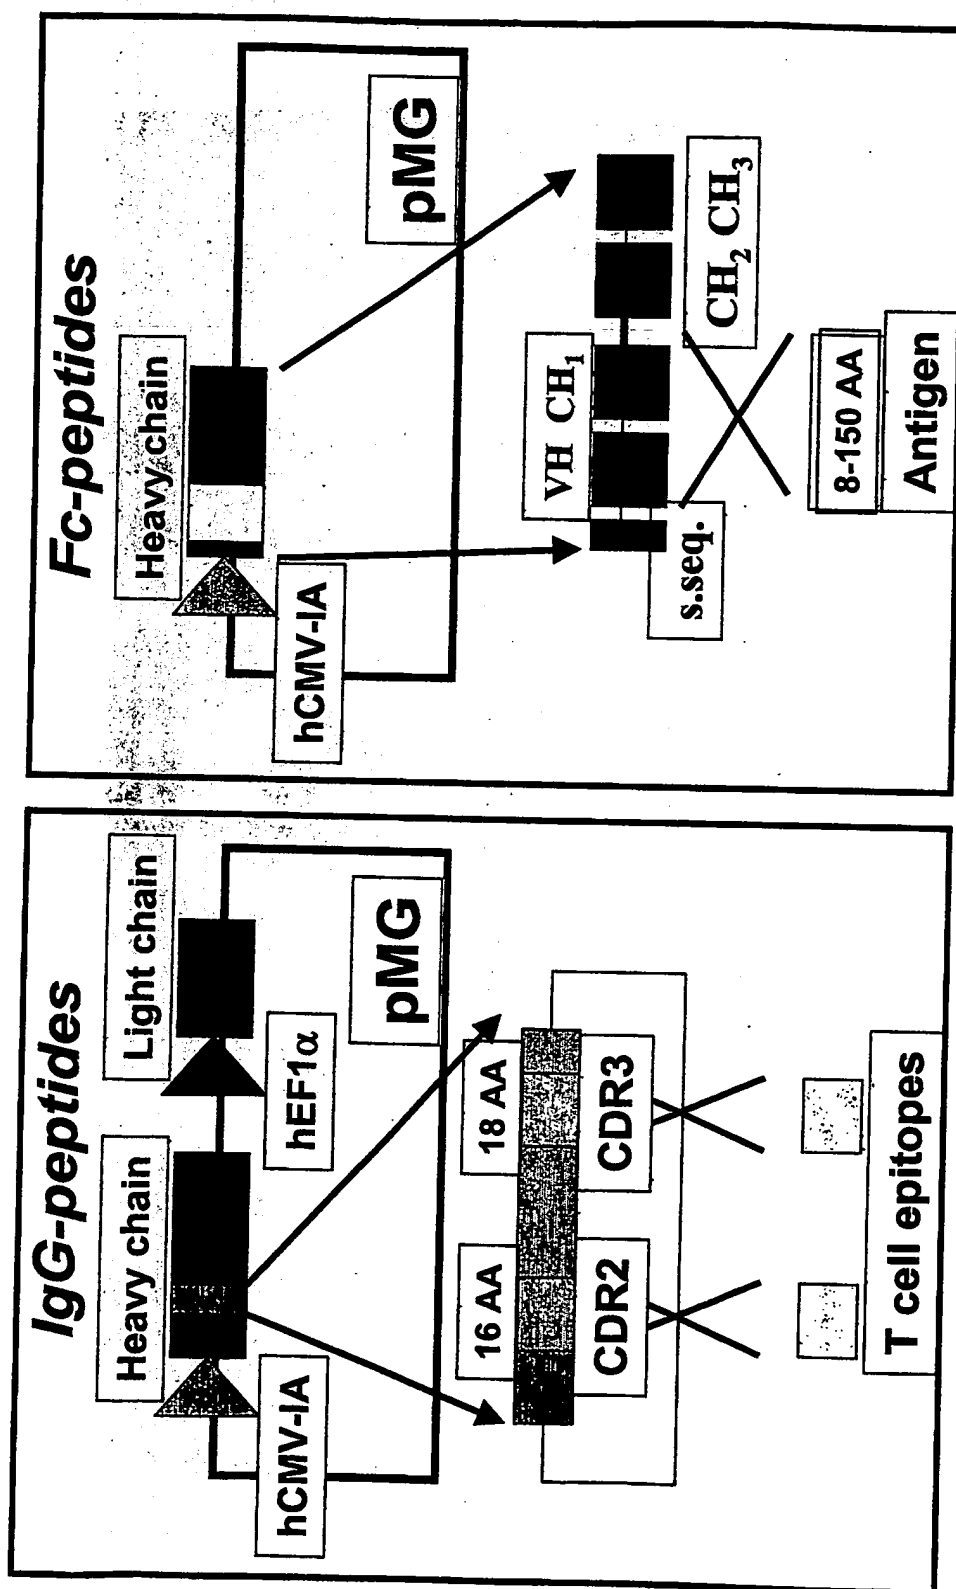 IgG-peptides
Heavy chain
Light chain
hCMV-IA
hEF1α
pMG
16 AA
18 AA
CDR2
CDR3
T cell epitopes
Fc-peptides
Heavy chain
hCMV-IA
pMG
VH CH₁
s.seq.
CH₂ CH₃
8-150 AA
Antigen